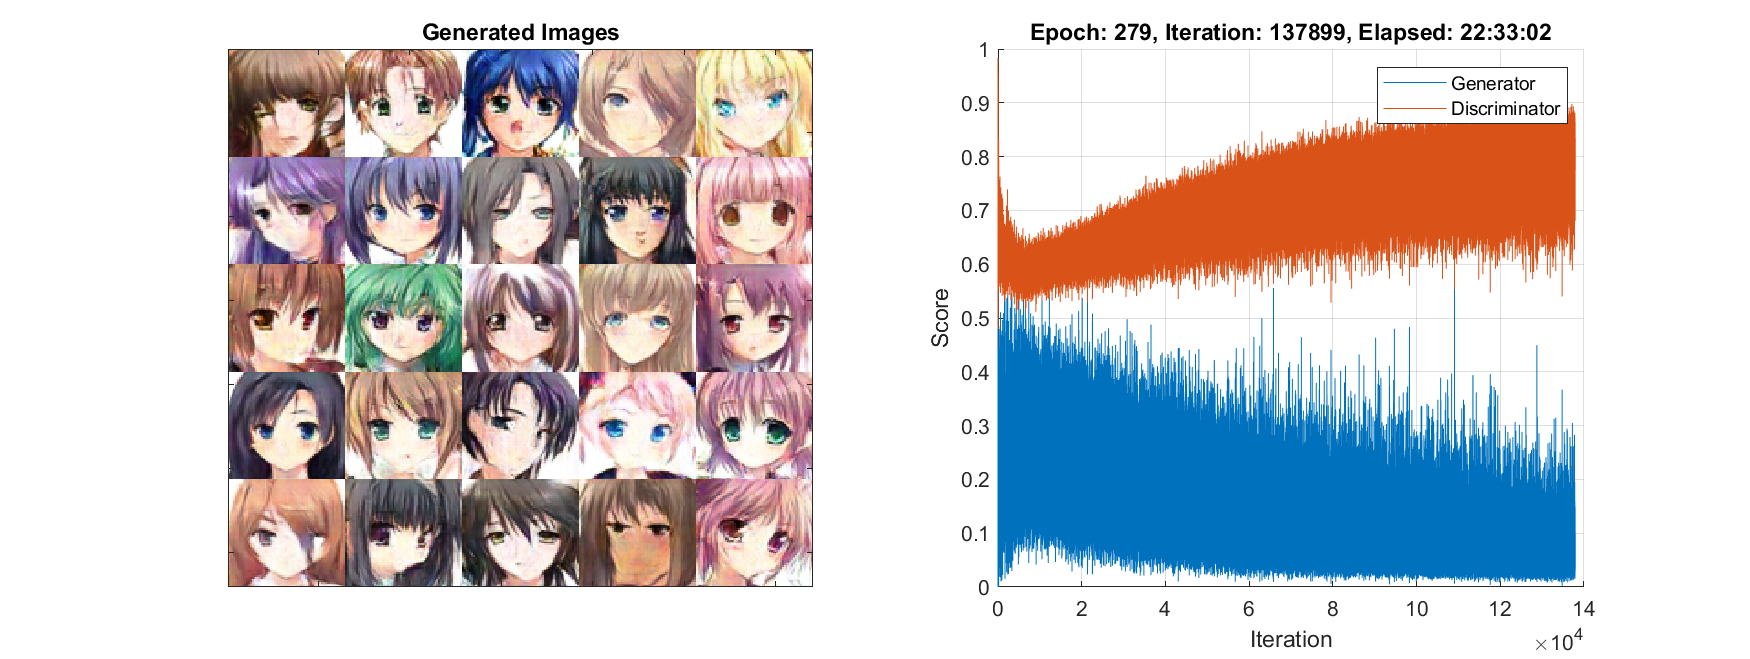 Generated Images
Epoch: 279, Iteration: 137899, Elapsed: 22:33:02
Generator
Discriminator
1
0.9
0.8
0.7
0.6
0.5
0.4
0.3
0.2
0.1
0
Score
0 2 4 6 8 10 12 14
Iteration
×10^4